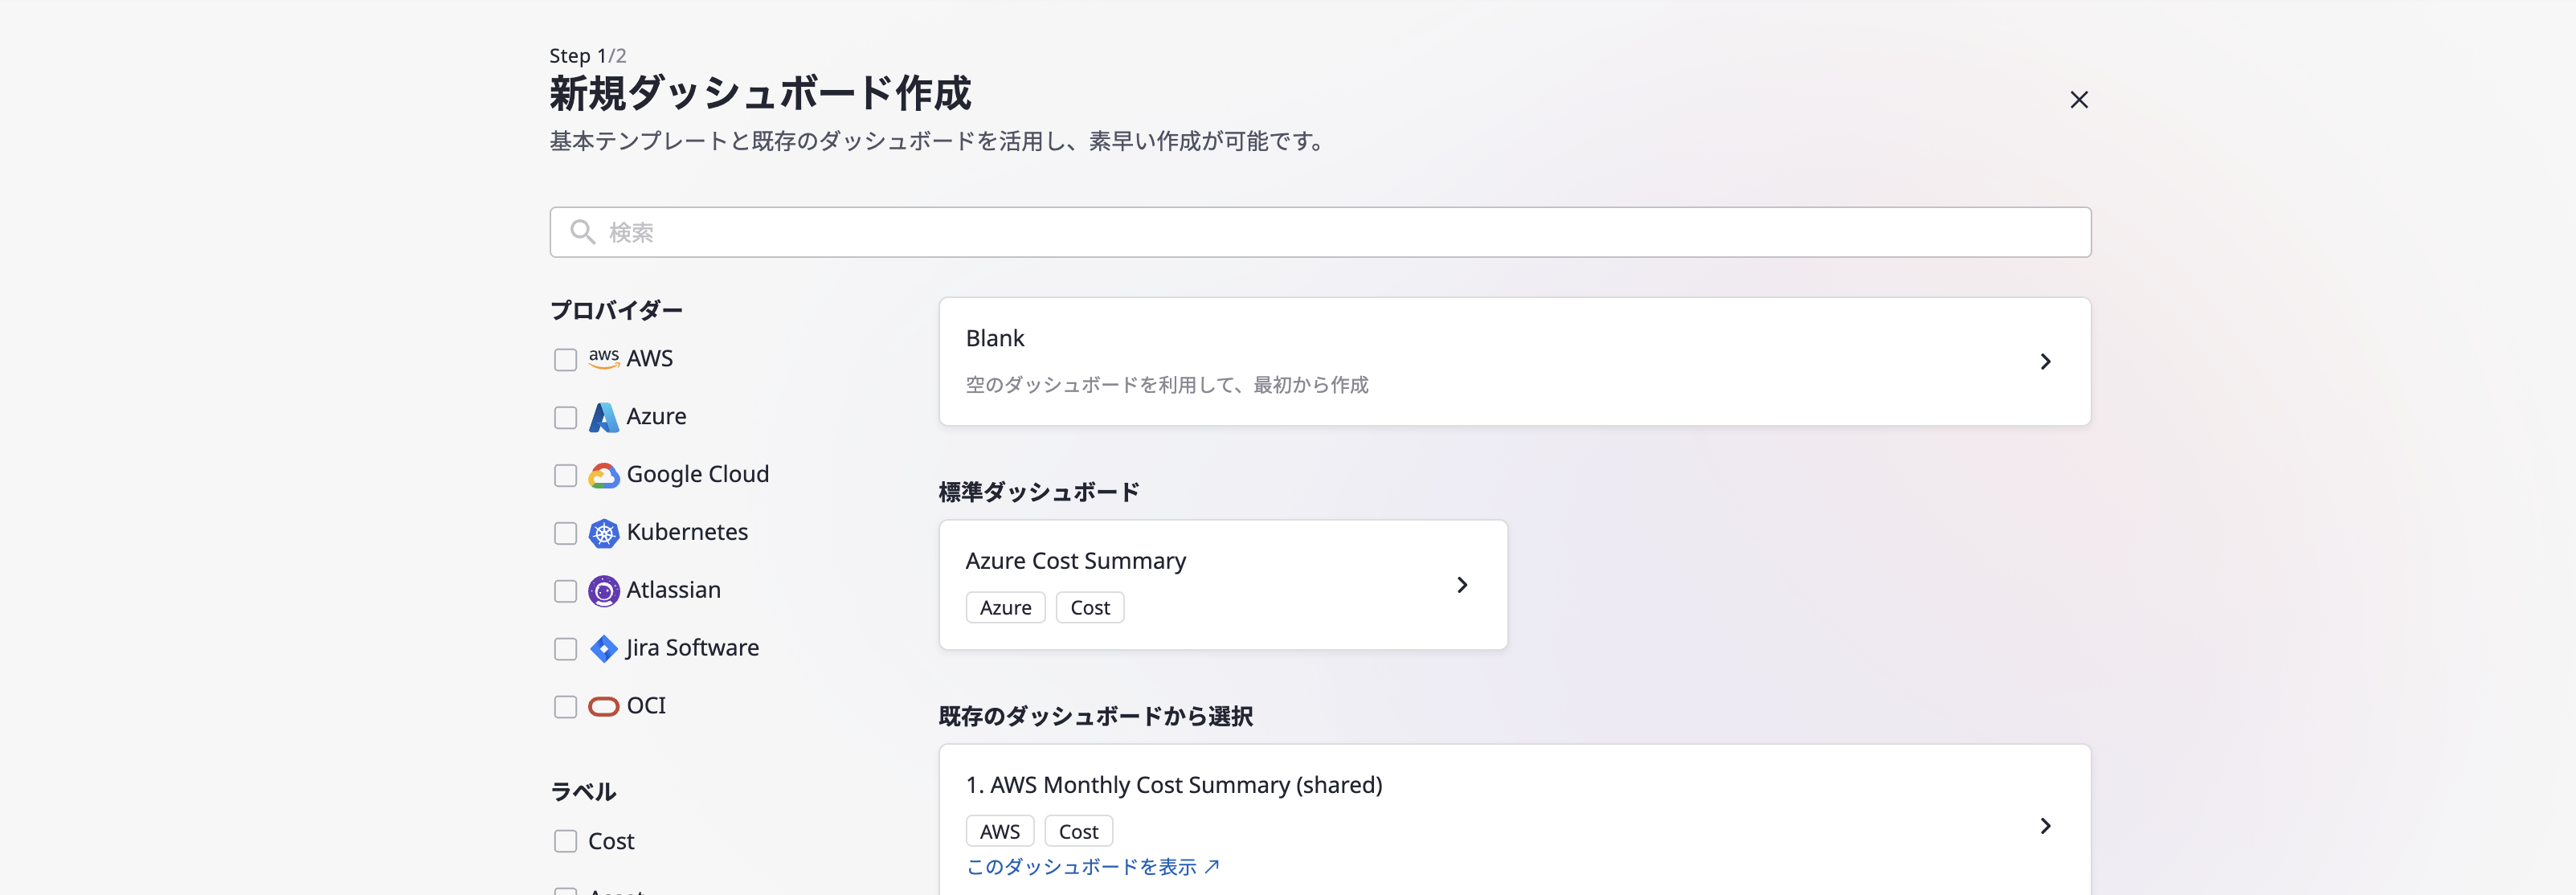 Step 1/2
新規ダッシュボード作成
基本テンプレートと既存のダッシュボードを活用し、素早い作成が可能です。
検索
プロバイダー
aws AWS
Azure
Google Cloud
Kubernetes
Atlassian
Jira Software
OCI
ラベル
Cost
Blank
空のダッシュボードを利用して、最初から作成
標準ダッシュボード
Azure Cost Summary
Azure Cost
既存のダッシュボードから選択
1. AWS Monthly Cost Summary (shared)
AWS Cost
このダッシュボードを表示